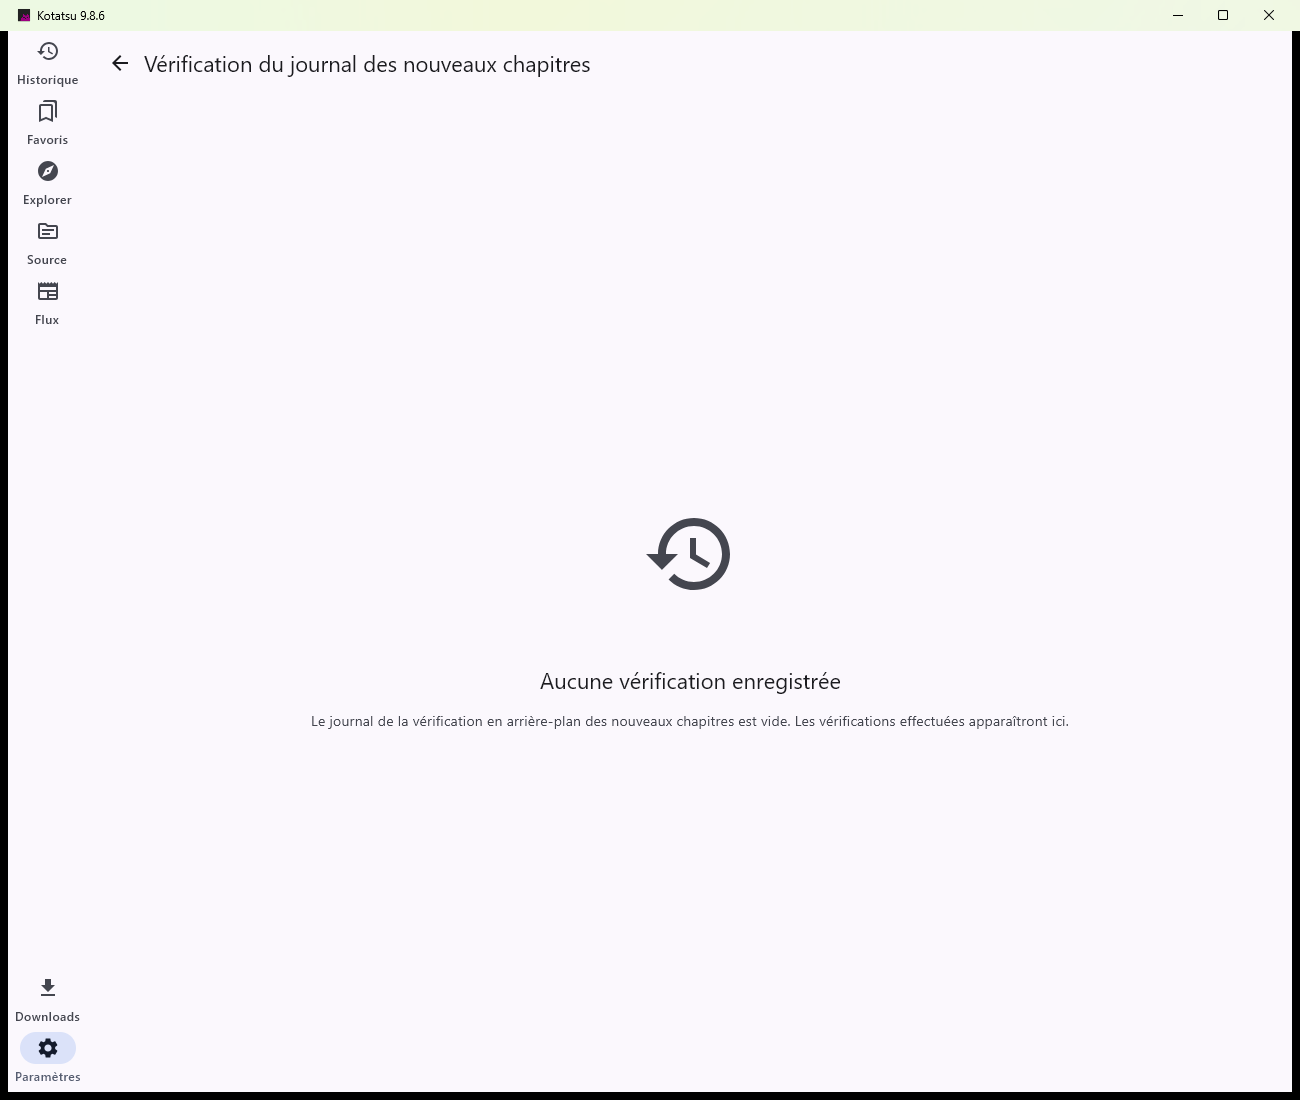 Kotatsu 9.8.6
Historique
Favoris
Explorer
Source
Flux
Vérification du journal des nouveaux chapitres
Aucune vérification enregistrée
Le journal de la vérification en arrière-plan des nouveaux chapitres est vide. Les vérifications effectuées apparaîtront ici.
Downloads
Paramètres